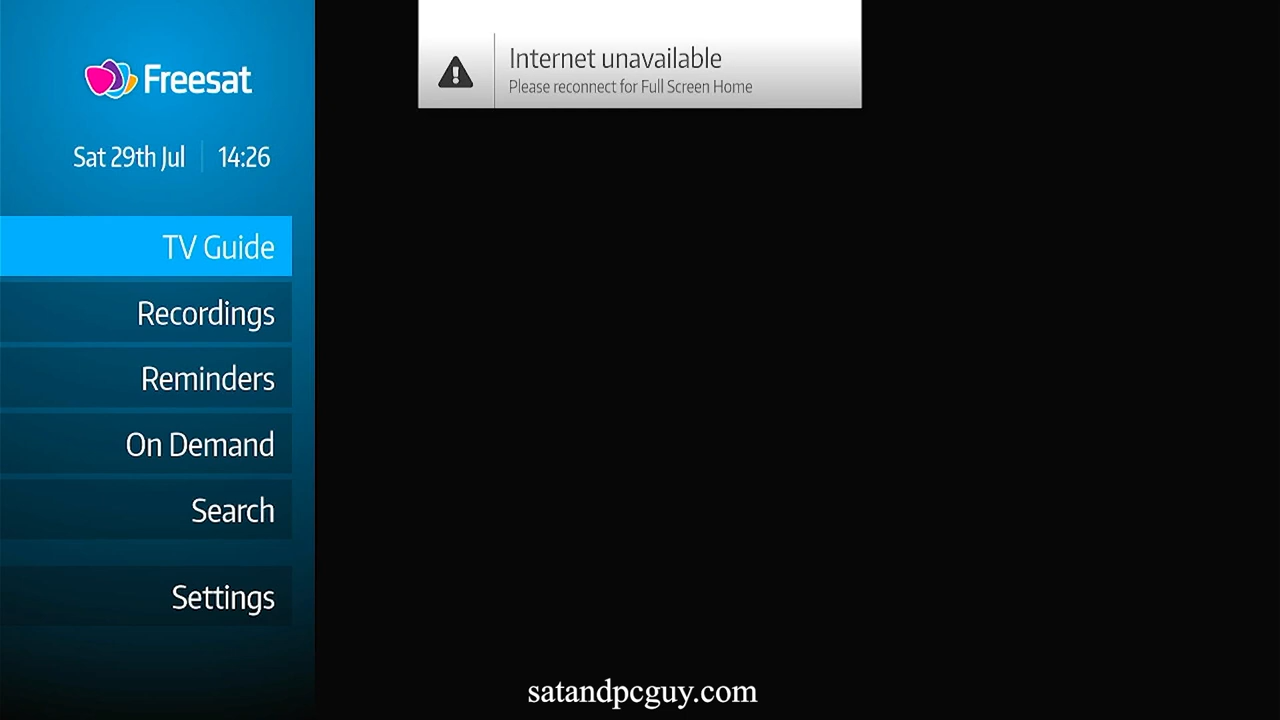 Freesat
Sat 29th Jul 14:26
TV Guide
Recordings
Reminders
On Demand
Search
Settings
Internet unavailable
Please reconnect for Full Screen Home
satandpcguy.com